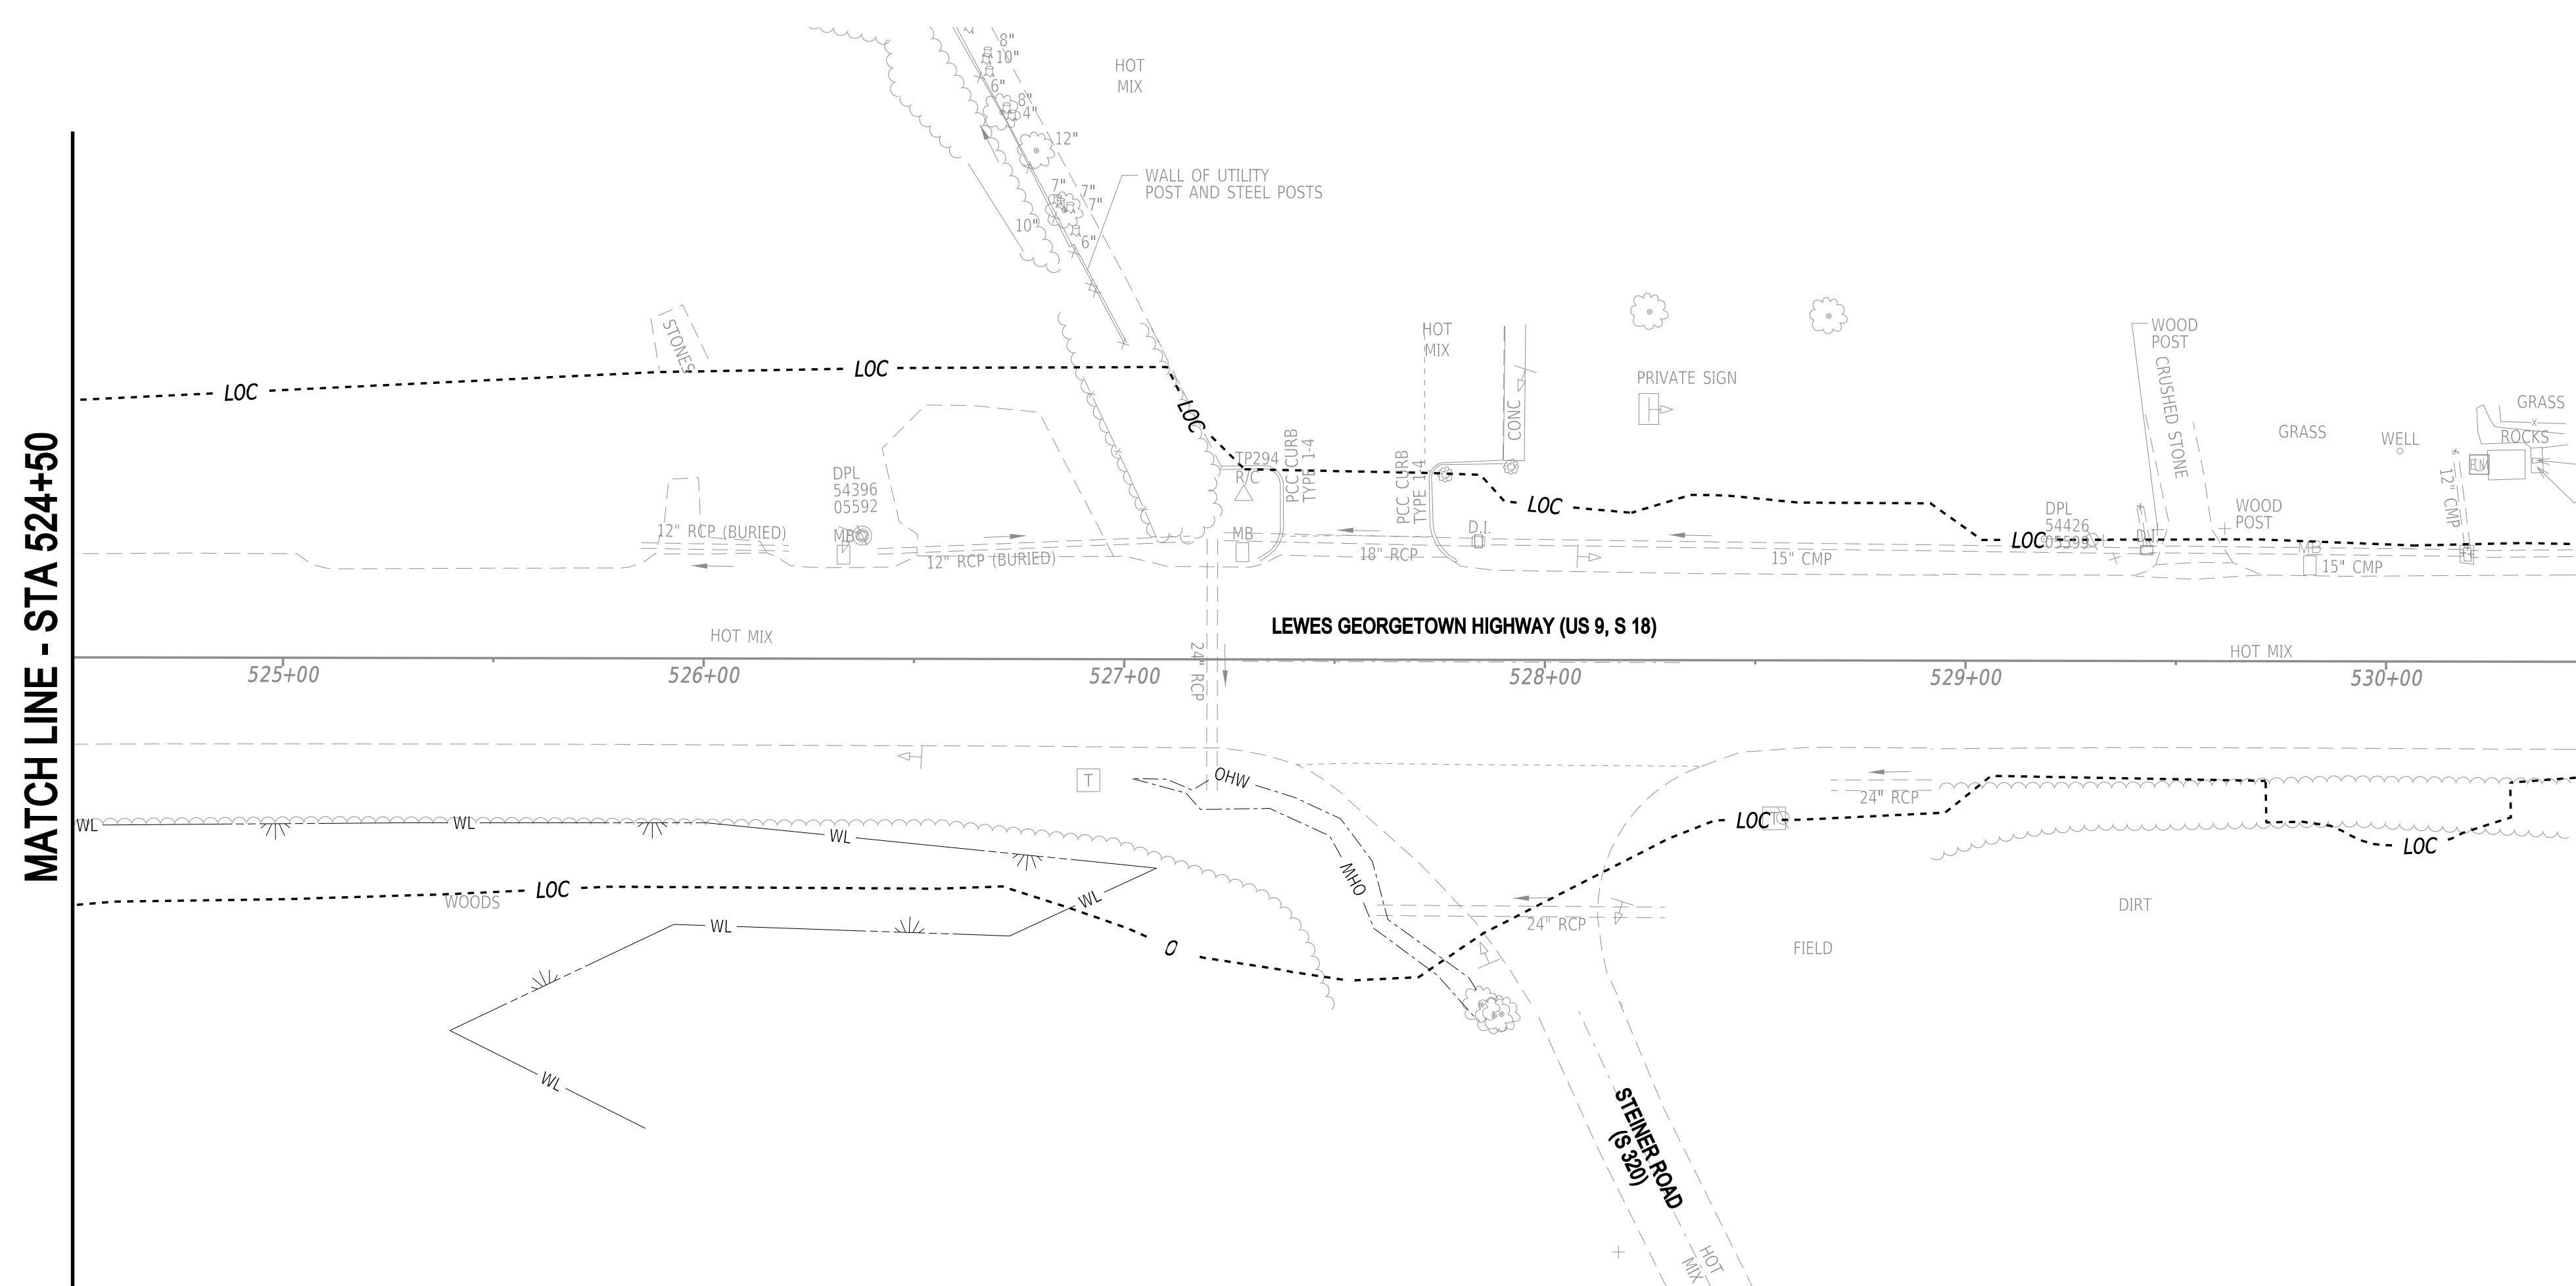 8"
10"
6"
8"
4"
12"
HOT
MIX
WALL OF UTILITY
POST AND STEEL POSTS
7"
7"
7"
10"
6"
STONES
HOT
MIX
PRIVATE SIGN
WOOD
POST
CRUSHED STONE
GRASS
GRASS
ROCKS
WELL
EM
LOC
LOC
LOC
CONC
TP294
R/C
PCC CURB
TYPE 1-4
PCC CURB
TYPE 1-4
LOC
DPL
54396
05592
MB
12" RCP (BURIED)
12" RCP (BURIED)
MB
18" RCP
D.I.
15" CMP
DPL
54426
05599
LOC
WOOD
POST
12" CMP
MB
15" CMP
MATCH LINE - STA 524+50
LEWES GEORGETOWN HIGHWAY (US 9, S 18)
HOT MIX
HOT MIX
24" RCP
525+00
526+00
527+00
528+00
529+00
530+00
T
OHW
24" RCP
WL
WL
WL
LOC
LOC
OHW
LOC
WOODS
WL
WL
O
24" RCP
FIELD
DIRT
WL
STEINER ROAD
(S 320)
HOT
MIX